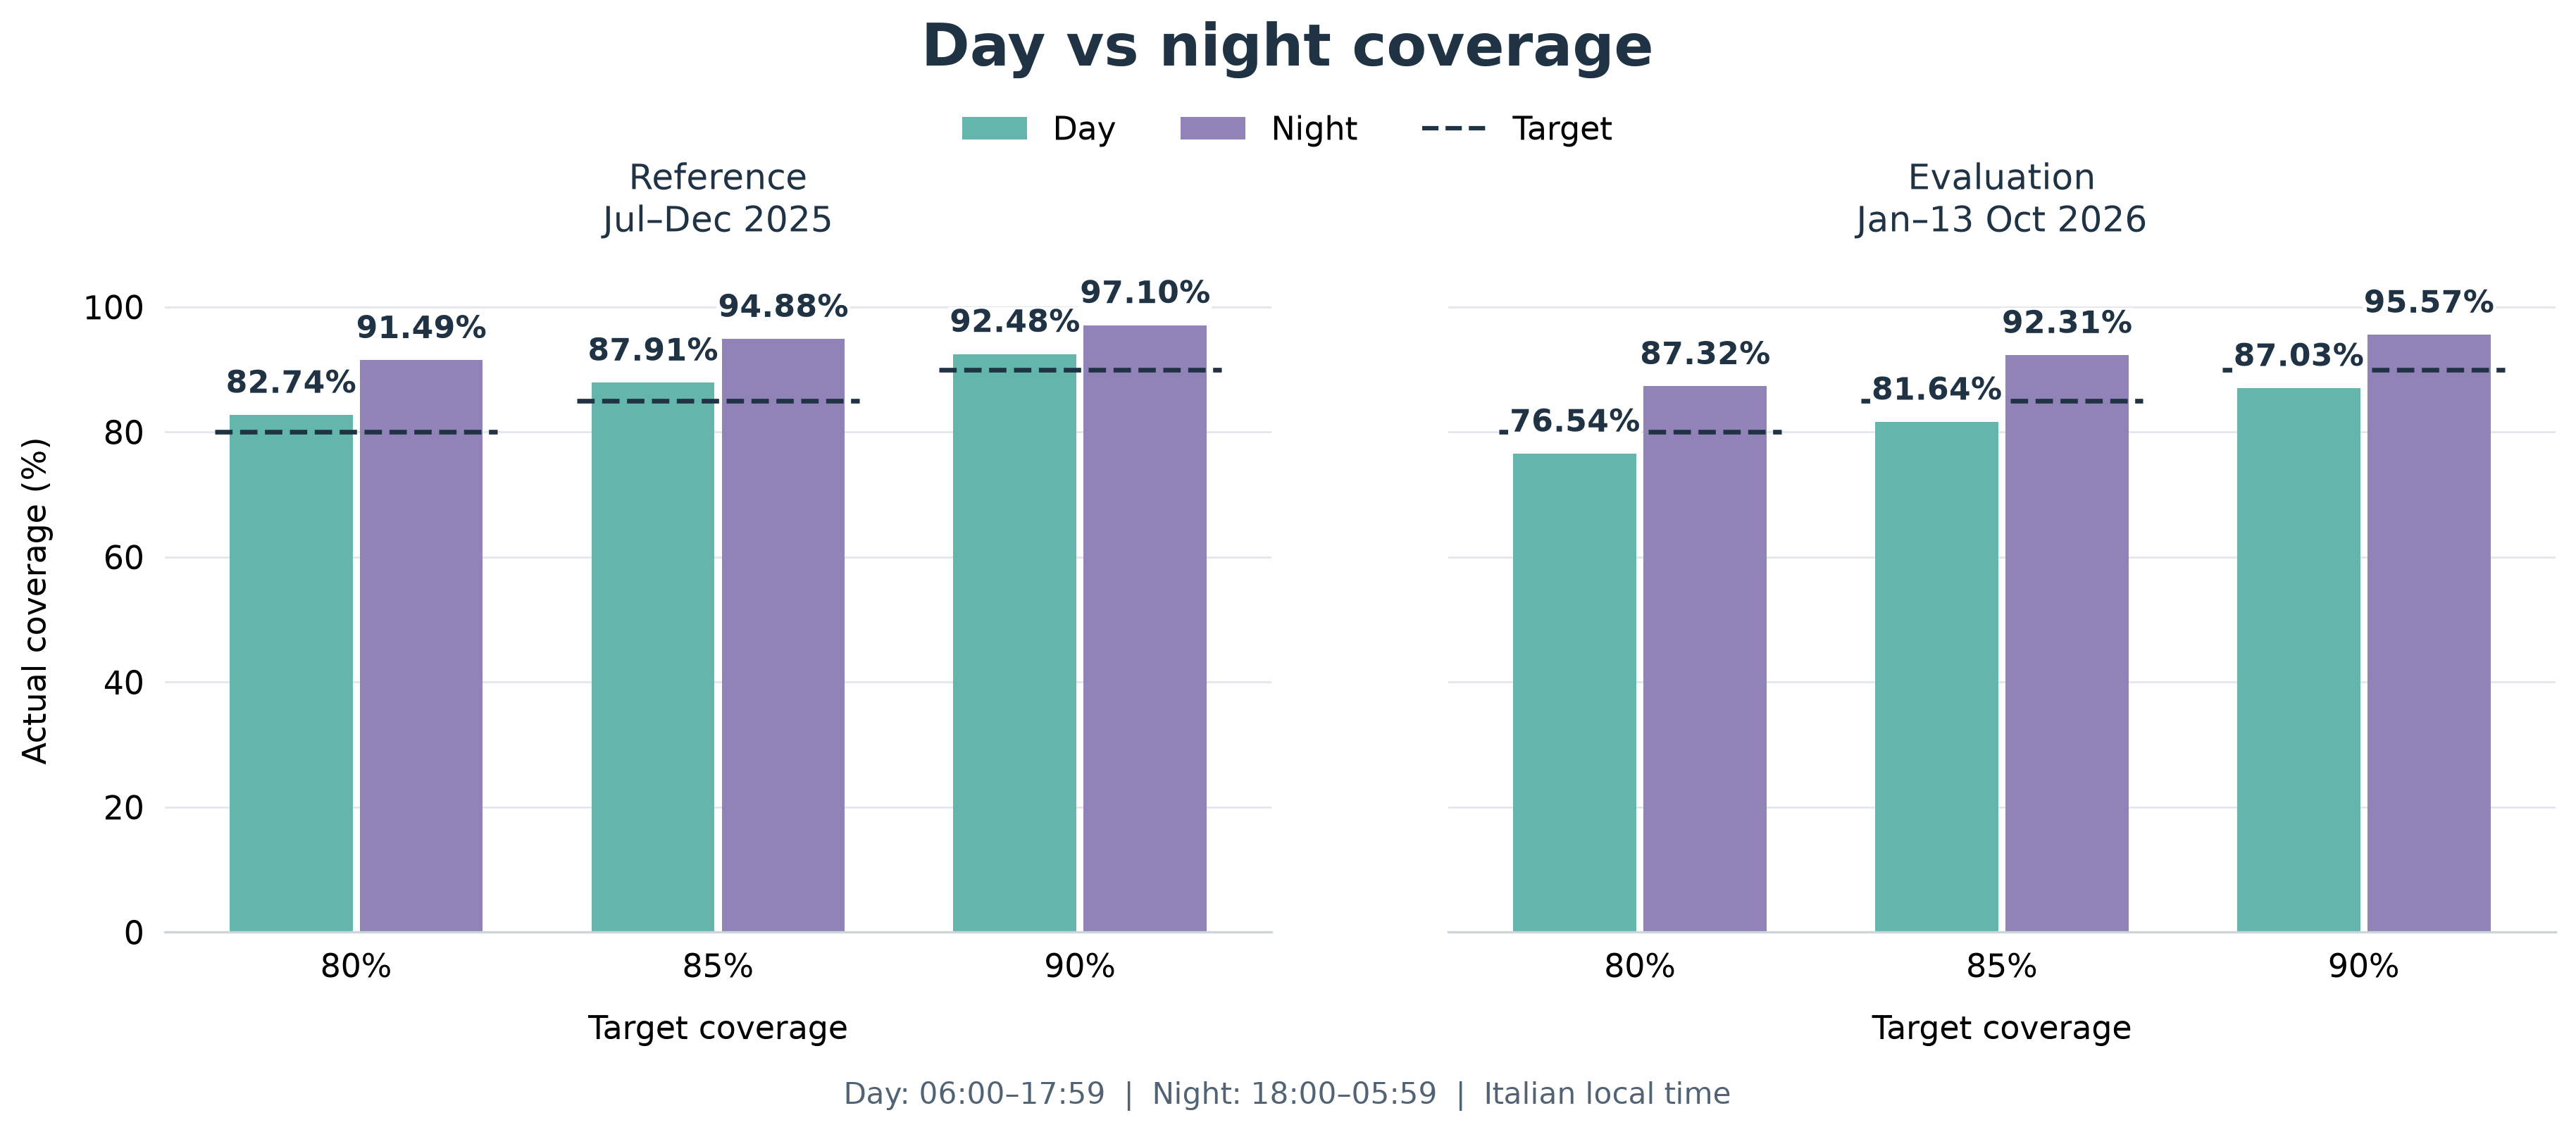 Day vs night coverage
Day Night Target
Reference
Jul–Dec 2025
Evaluation
Jan–13 Oct 2026
Actual coverage (%)
100
80
60
40
20
0
82.74%
91.49%
87.91%
94.88%
92.48%
97.10%
76.54%
87.32%
81.64%
92.31%
87.03%
95.57%
80% 85% 90%
80% 85% 90%
Target coverage
Target coverage
Day: 06:00–17:59 | Night: 18:00–05:59 | Italian local time